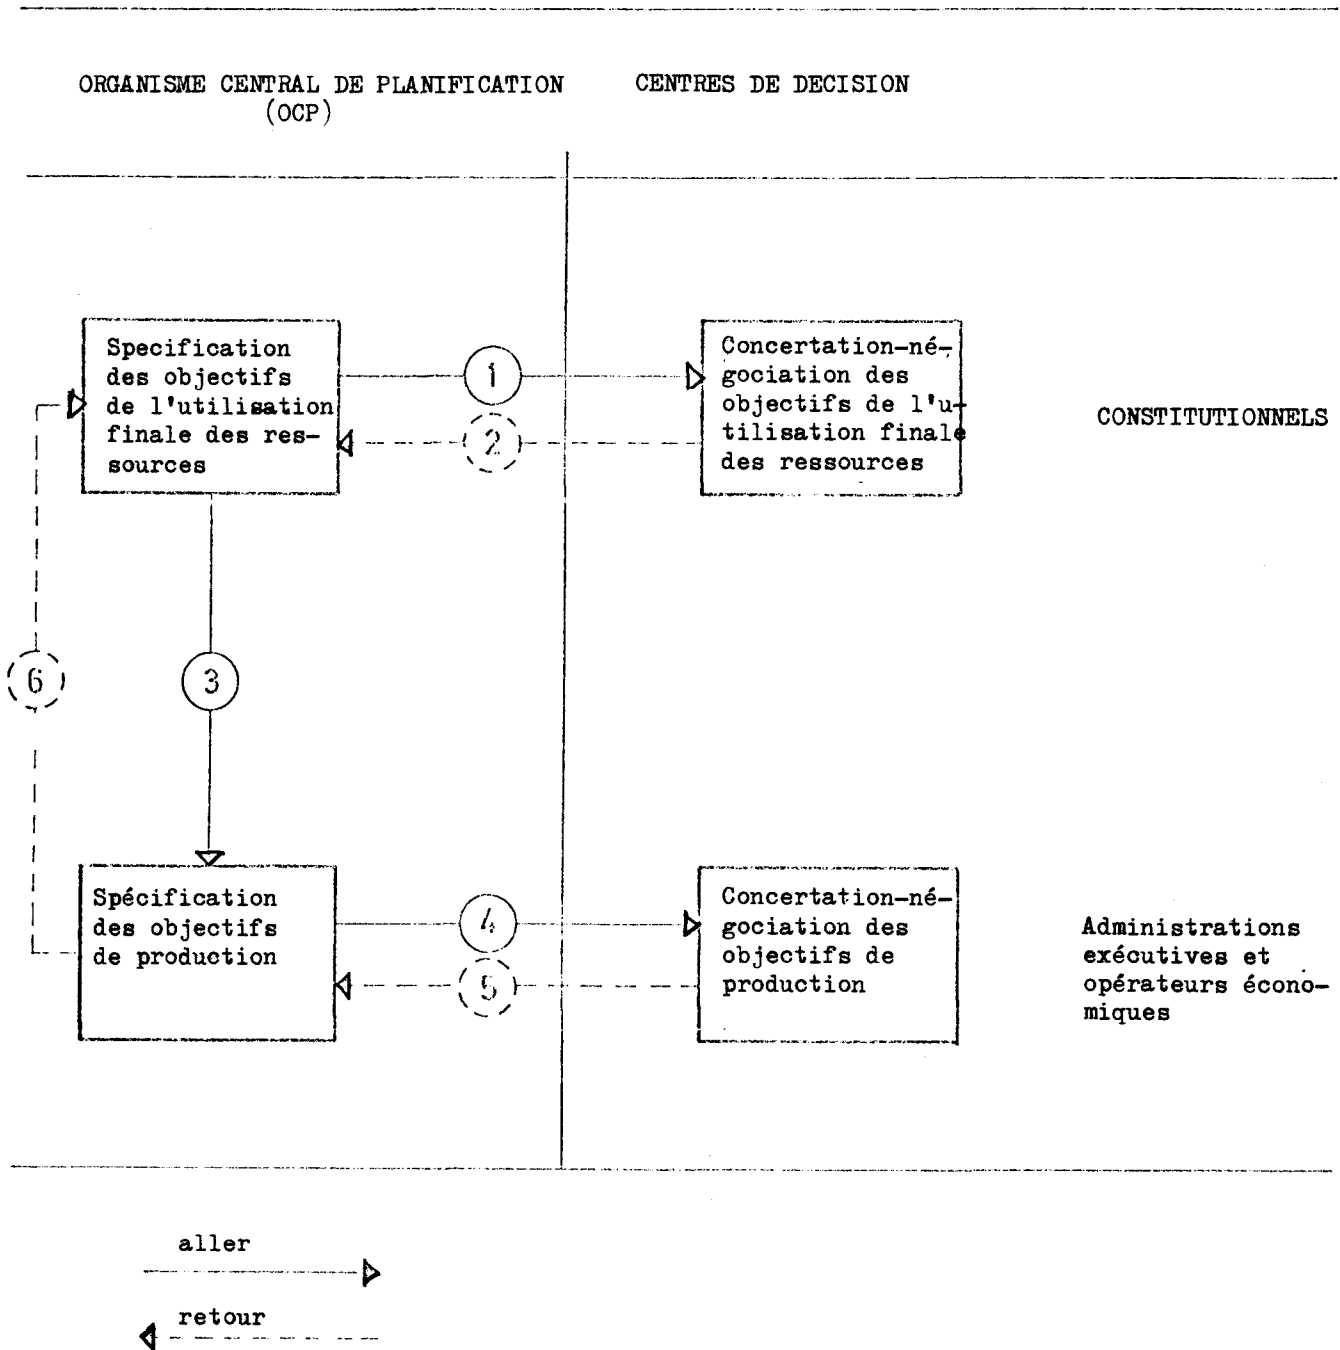 ORGANISME CENTRAL DE PLANIFICATION
(OCP)
CENTRES DE DECISION
Specification
des objectifs
de l'utilisation
finale des res-
sources
1
2
Concertation-né-
gociation des
objectifs de l'u-
tilisation finale
des ressources
CONSTITUTIONNELS
6
3
Spécification
des objectifs
de production
4
5
Concertation-né-
gociation des
objectifs de
production
Administrations
exécutives et
opérateurs écono-
miques
aller
retour